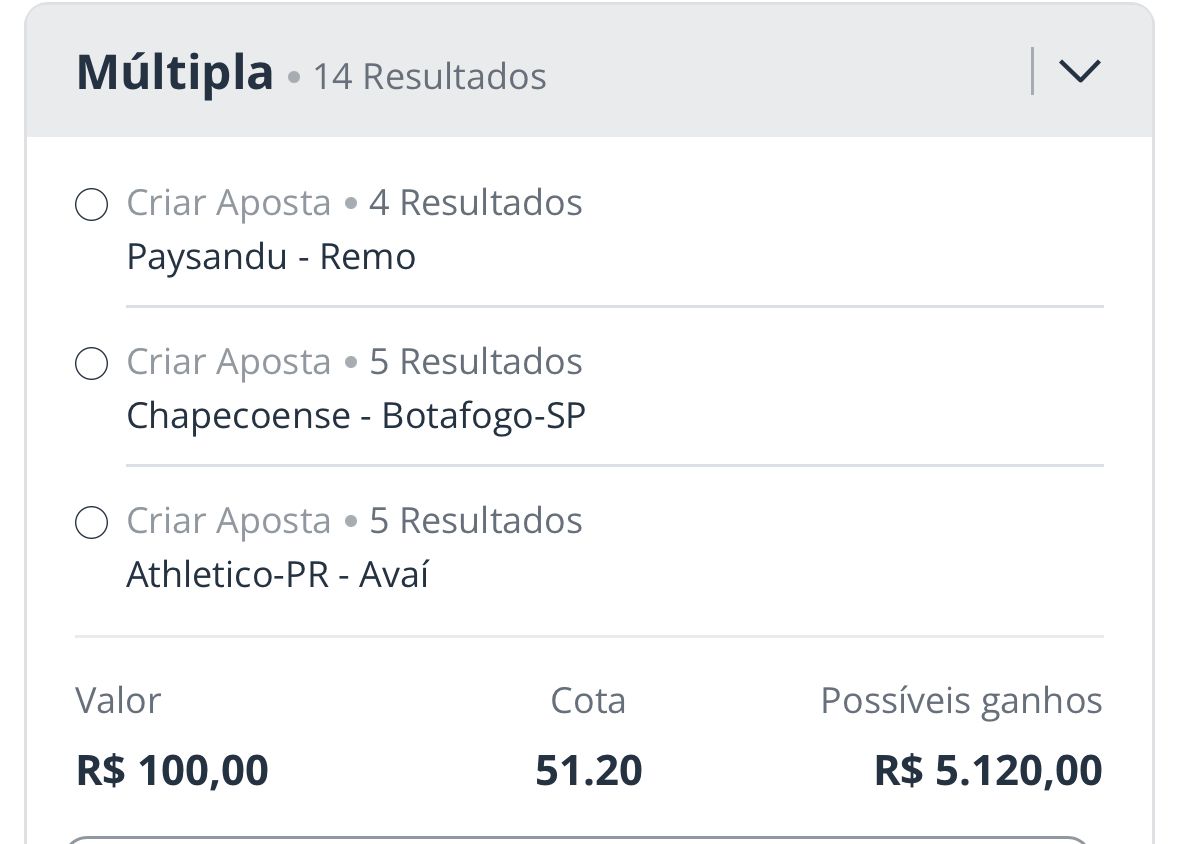 Múltipla • 14 Resultados
Criar Aposta • 4 Resultados
Paysandu - Remo
Criar Aposta • 5 Resultados
Chapecoense - Botafogo-SP
Criar Aposta • 5 Resultados
Athletico-PR - Avaí
Valor Cota Possíveis ganhos
R$ 100,00 51.20 R$ 5.120,00